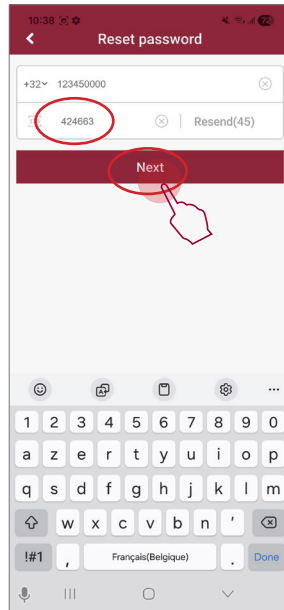 10:38 72
Reset password
+32 123450000
424663 Resend(45)
Next
1 2 3 4 5 6 7 8 9 0
a z e r t y u i o p
q s d f g h j k l m
w x c v b n '
!#1 , Français(Belgique) . Done